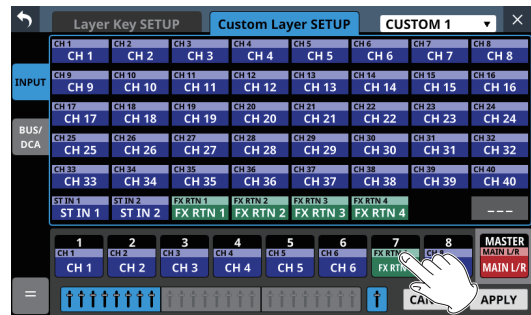 Layer Key SETUP Custom Layer SETUP CUSTOM 1
CH 1 CH 2 CH 3 CH 4 CH 5 CH 6 CH 7 CH 8
CH 1 CH 2 CH 3 CH 4 CH 5 CH 6 CH 7 CH 8
INPUT
CH 9 CH 10 CH 11 CH 12 CH 13 CH 14 CH 15 CH 16
CH 9 CH 10 CH 11 CH 12 CH 13 CH 14 CH 15 CH 16
CH 17 CH 18 CH 19 CH 20 CH 21 CH 22 CH 23 CH 24
CH 17 CH 18 CH 19 CH 20 CH 21 CH 22 CH 23 CH 24
BUS/
DCA
CH 25 CH 26 CH 27 CH 28 CH 29 CH 30 CH 31 CH 32
CH 25 CH 26 CH 27 CH 28 CH 29 CH 30 CH 31 CH 32
CH 33 CH 34 CH 35 CH 36 CH 37 CH 38 CH 39 CH 40
CH 33 CH 34 CH 35 CH 36 CH 37 CH 38 CH 39 CH 40
ST IN 1 ST IN 2 FX RTN 1 FX RTN 2 FX RTN 3 FX RTN 4
ST IN 1 ST IN 2 FX RTN 1 FX RTN 2 FX RTN 3 FX RTN 4 ---
1 2 3 4 5 6 7 8 MASTER
CH 1 CH 2 CH 3 CH 4 CH 5 CH 6 FX RTN CH 8 MAIN L/R
CH 1 CH 2 CH 3 CH 4 CH 5 CH 6 FX RTN MAIN L/R
APPLY